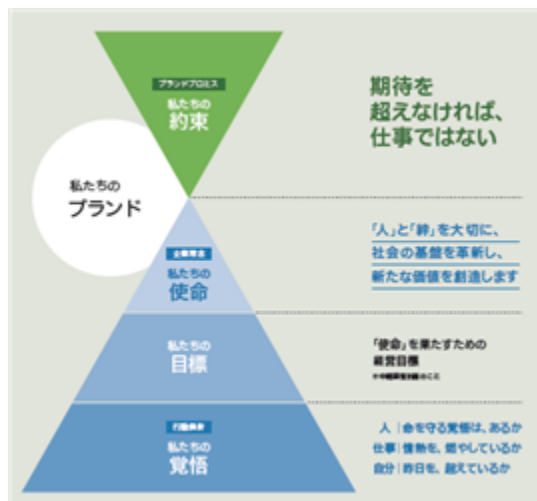 ブランドプロミス
私たちの
約束
期待を
超えなければ、
仕事ではない
私たちの
ブランド
企業理念
私たちの
使命
「人」と「絆」を大切に、
社会の基盤を革新し、
新たな価値を創造します
私たちの
目標
「使命」を果たすための
経営目標
私たちの
覚悟
人｜命を守る覚悟は、あるか
仕事｜情熱を、燃やしているか
自分｜昨日を、超えているか